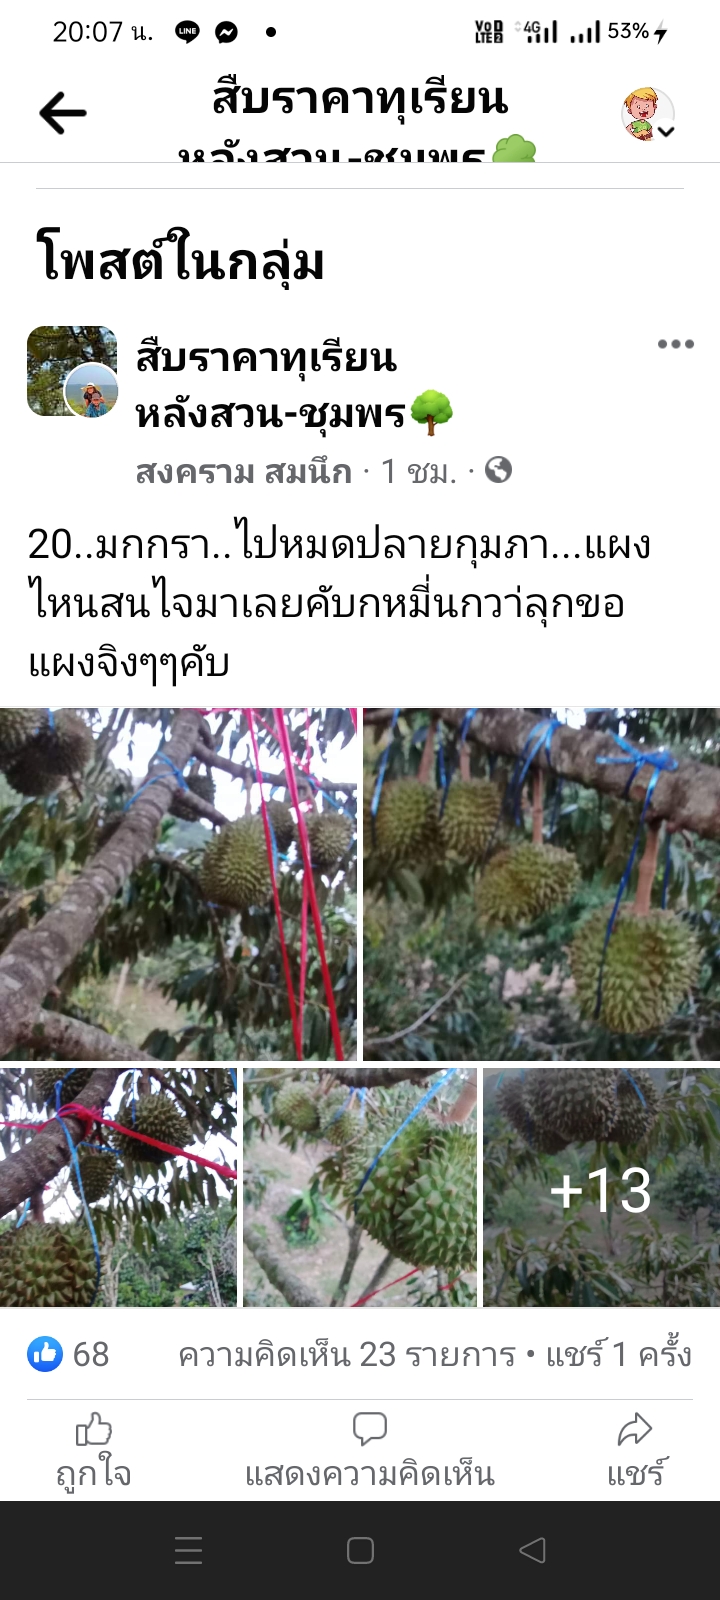 20:07 น.
LINE
VoD LTE2 4G 53%
สืบราคาทุเรียน
หลังสวน-ชุมพร
โพสต์ในกลุ่ม
สืบราคาทุเรียน
หลังสวน-ชุมพร
สงคราม สมนึก · 1 ชม. ·
20..มกกรา..ไปหมดปลายกุมภา...แผง
ไหนสนใจมาเลยคับกหมี่นกว่าลุกขอ
แผงจิงๆๆคับ
+13
68 ความคิดเห็น 23 รายการ • แชร์ 1 ครั้ง
ถูกใจ แสดงความคิดเห็น แชร์